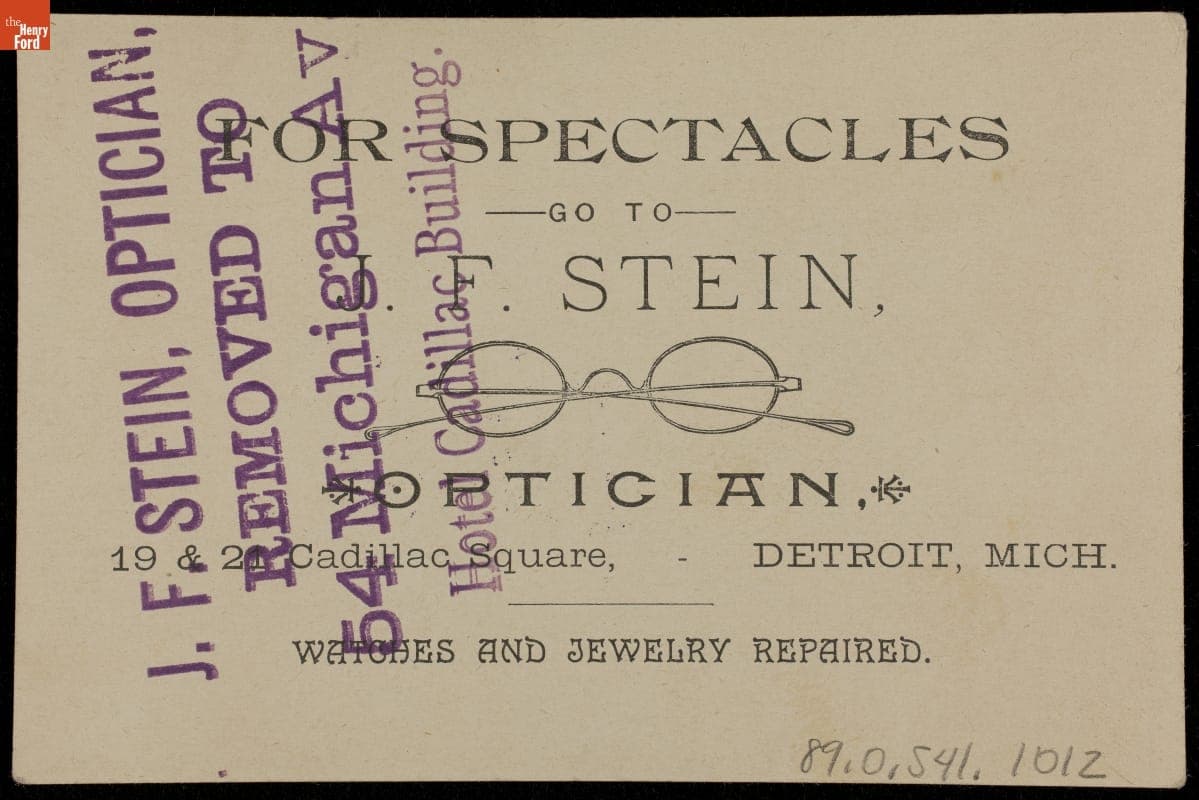 the
Henry
Ford
FOR SPECTACLES
GO TO
J. F. STEIN,
OPTICIAN,
19 & 21 Cadillac Square, - DETROIT, MICH.
WATCHES AND JEWELRY REPAIRED.
J. F. STEIN, OPTICIAN,
REMOVED TO
54 Michigan Av
Hotel Cadillac Building.
89.0.541.1012